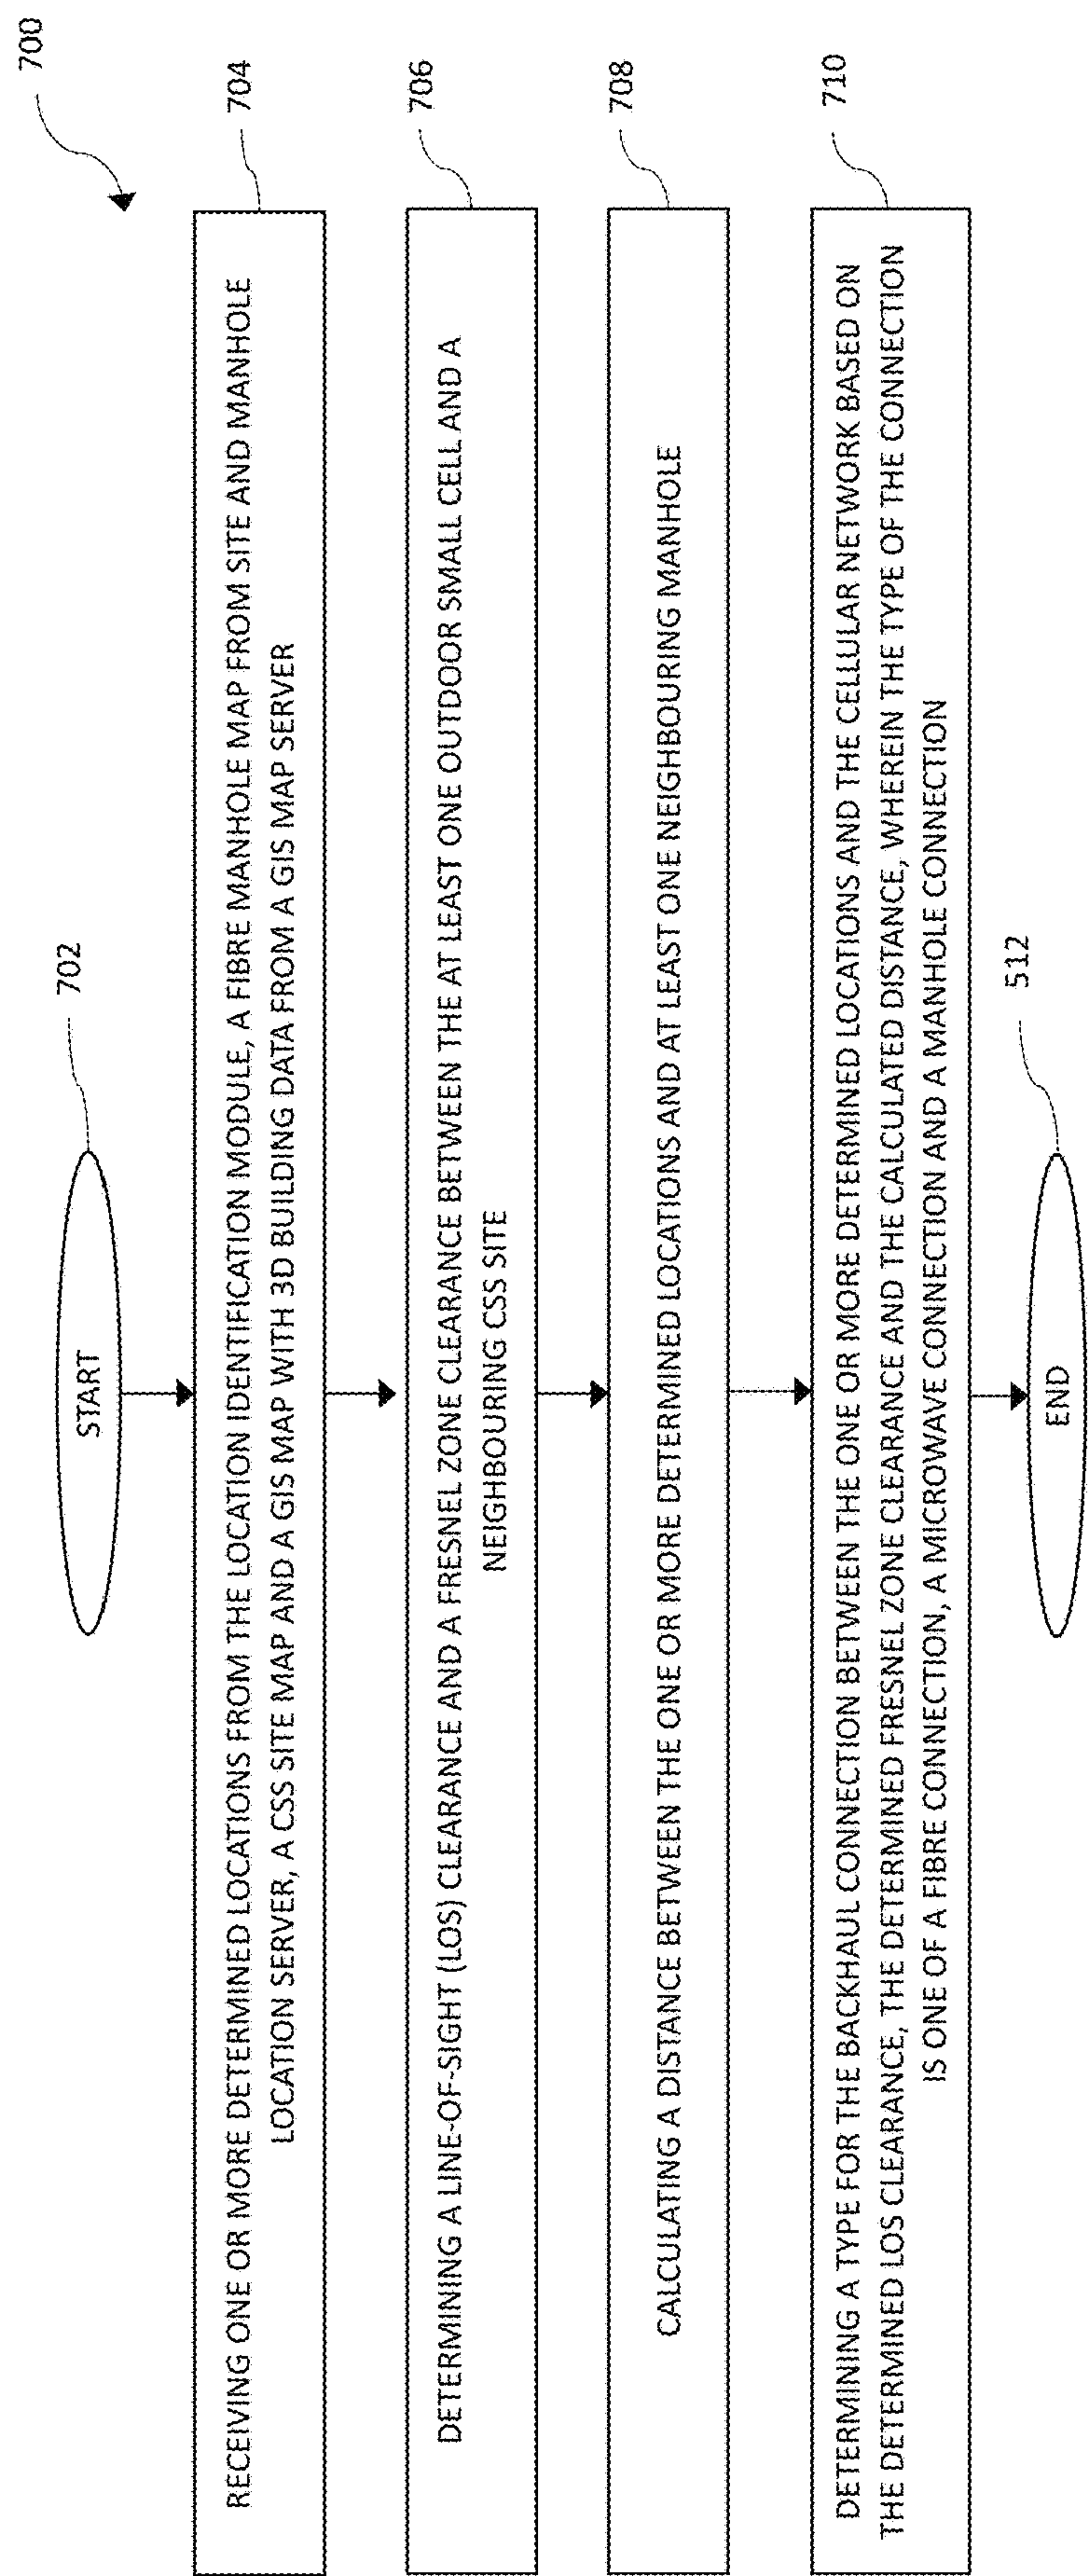 700
702
START
704
RECEIVING ONE OR MORE DETERMINED LOCATIONS FROM THE LOCATION IDENTIFICATION MODULE, A FIBRE MANHOLE MAP FROM SITE AND MANHOLE
LOCATION SERVER, A CSS SITE MAP AND A GIS MAP WITH 3D BUILDING DATA FROM A GIS MAP SERVER
706
DETERMINING A LINE-OF-SIGHT (LOS) CLEARANCE AND A FRESNEL ZONE CLEARANCE BETWEEN THE AT LEAST ONE OUTDOOR SMALL CELL AND A
NEIGHBOURING CSS SITE
708
CALCULATING A DISTANCE BETWEEN THE ONE OR MORE DETERMINED LOCATIONS AND AT LEAST ONE NEIGHBOURING MANHOLE
710
DETERMINING A TYPE FOR THE BACKHAUL CONNECTION BETWEEN THE ONE OR MORE DETERMINED LOCATIONS AND THE CELLULAR NETWORK BASED ON
THE DETERMINED LOS CLEARANCE, THE DETERMINED FRESNEL ZONE CLEARANCE AND THE CALCULATED DISTANCE, WHEREIN THE TYPE OF THE CONNECTION
IS ONE OF A FIBRE CONNECTION, A MICROWAVE CONNECTION AND A MANHOLE CONNECTION
512
END